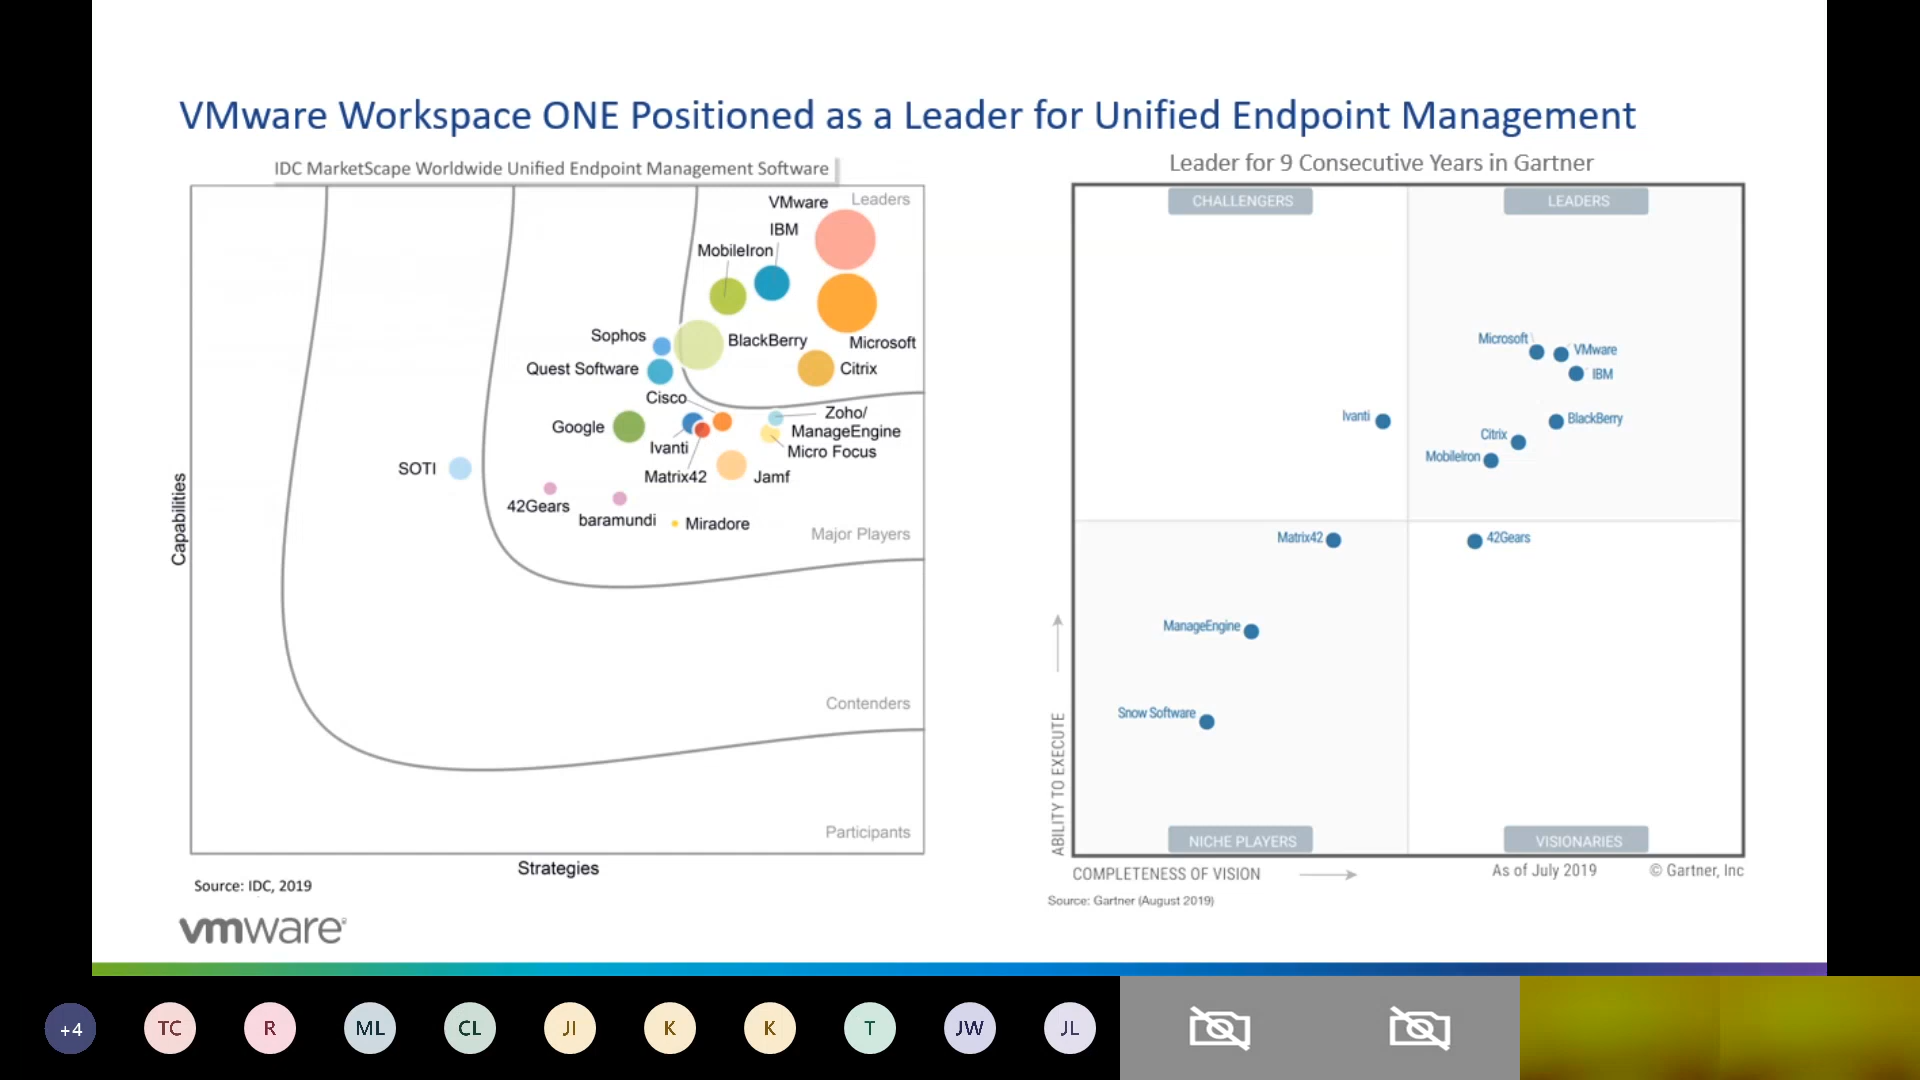 VMware Workspace ONE Positioned as a Leader for Unified Endpoint Management
IDC MarketScape Worldwide Unified Endpoint Management Software
Leaders
VMware
IBM
MobileIron
Sophos
BlackBerry
Microsoft
Quest Software
Citrix
Cisco
Zoho/
ManageEngine
Google
Ivanti
Micro Focus
SOTI
Matrix42
Jamf
42Gears
baramundi
Miradore
Major Players
Contenders
Participants
Capabilities
Strategies
Source: IDC, 2019
vmware®
Leader for 9 Consecutive Years in Gartner
CHALLENGERS
LEADERS
Microsoft
VMware
IBM
Ivanti
BlackBerry
Citrix
MobileIron
Matrix42
42Gears
ManageEngine
Snow Software
NICHE PLAYERS
VISIONARIES
ABILITY TO EXECUTE
COMPLETENESS OF VISION
As of July 2019
© Gartner, Inc
Source: Gartner (August 2019)
+4
TC
R
ML
CL
JI
K
K
T
JW
JL